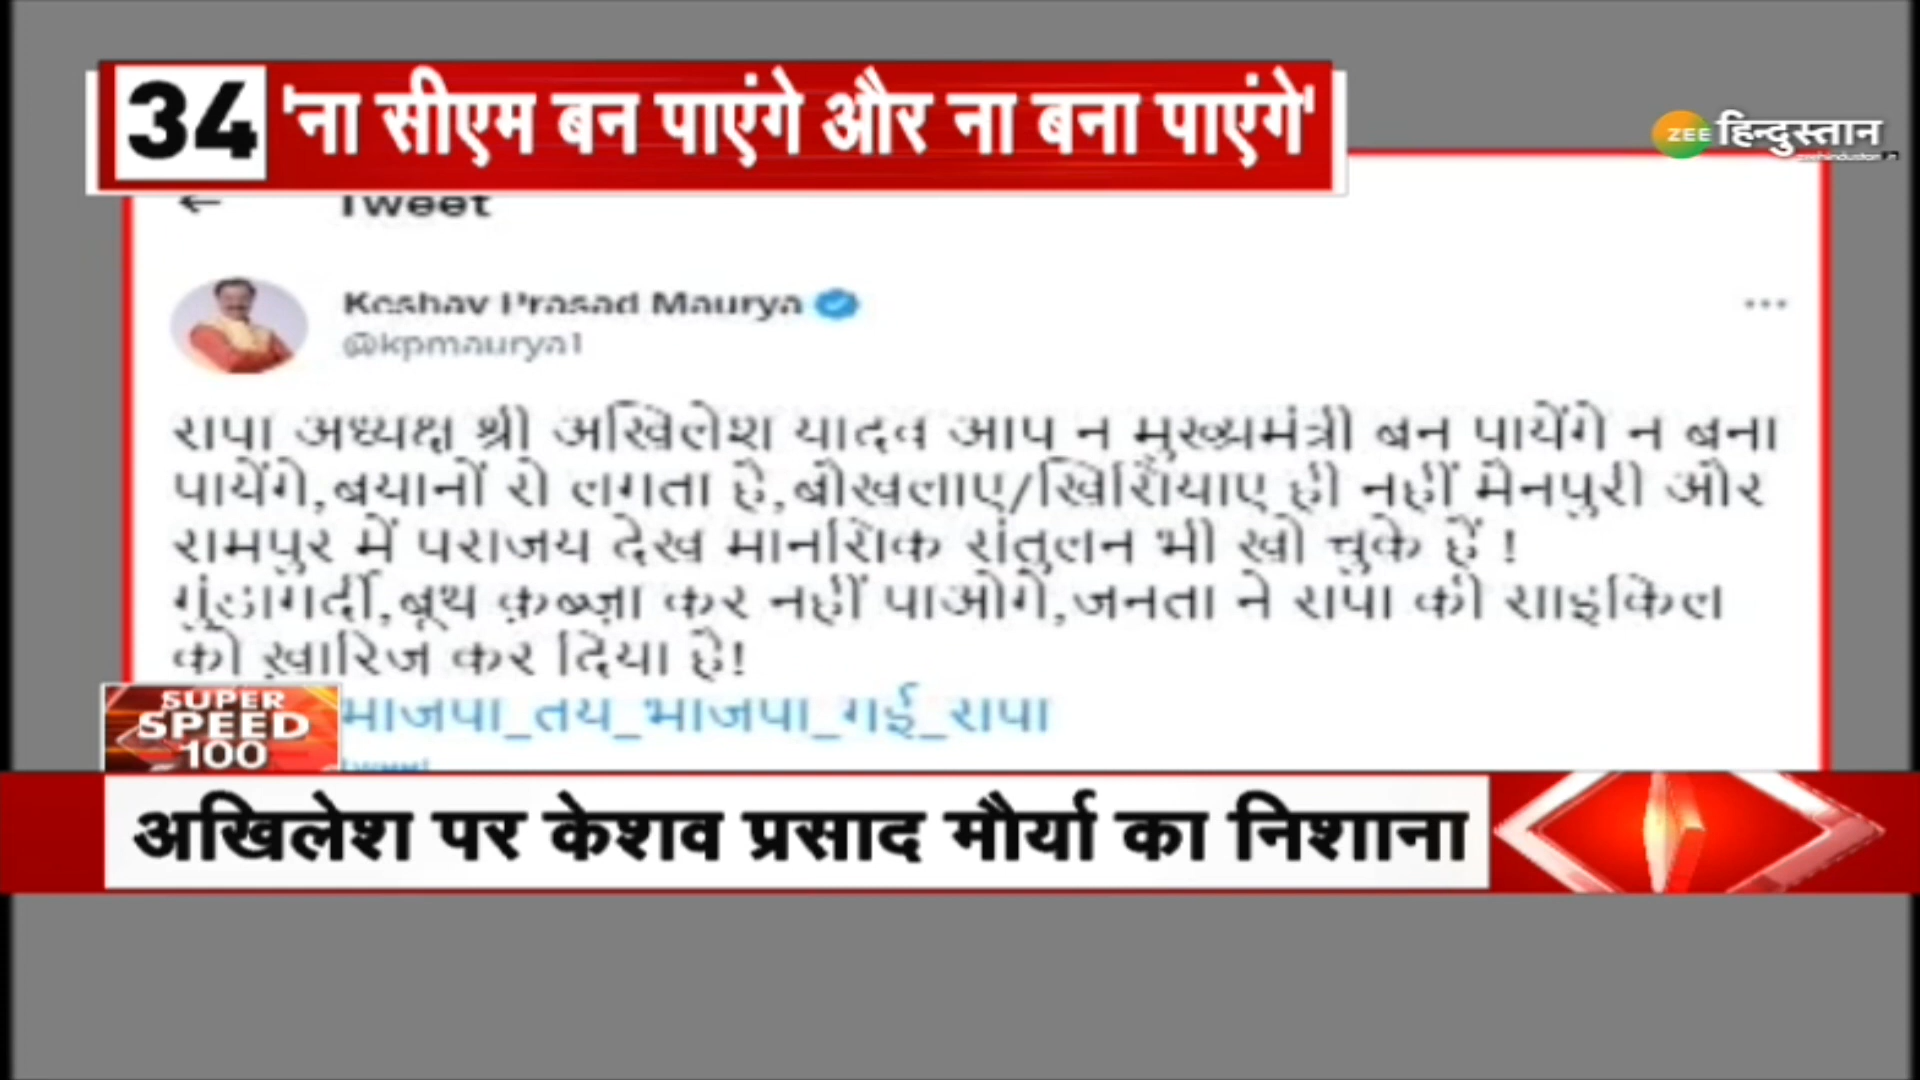 34 'ना सीएम बन पाएंगे और ना बना पाएंगे'
ZEE हिन्दुस्तान
Tweet
Keshav Prasad Maurya
@kpmaurya1
सपा अध्यक्ष श्री अखिलेश यादव आप न मुख्यमंत्री बन पायेंगे न बना
पायेंगे,बयानों से लगता है,बौखलाए/खिसियाए ही नहीं मैनपुरी और
रामपुर में पराजय देख मानसिक संतुलन भी खो चुके हैं !
गुंडागर्दी,बूथ क़ब्ज़ा कर नहीं पाओगे,जनता ने सपा की साइकिल
को ख़ारिज कर दिया है!
भाजपा_तय_भाजपा_गई_सपा
SUPER
SPEED
100
अखिलेश पर केशव प्रसाद मौर्या का निशाना